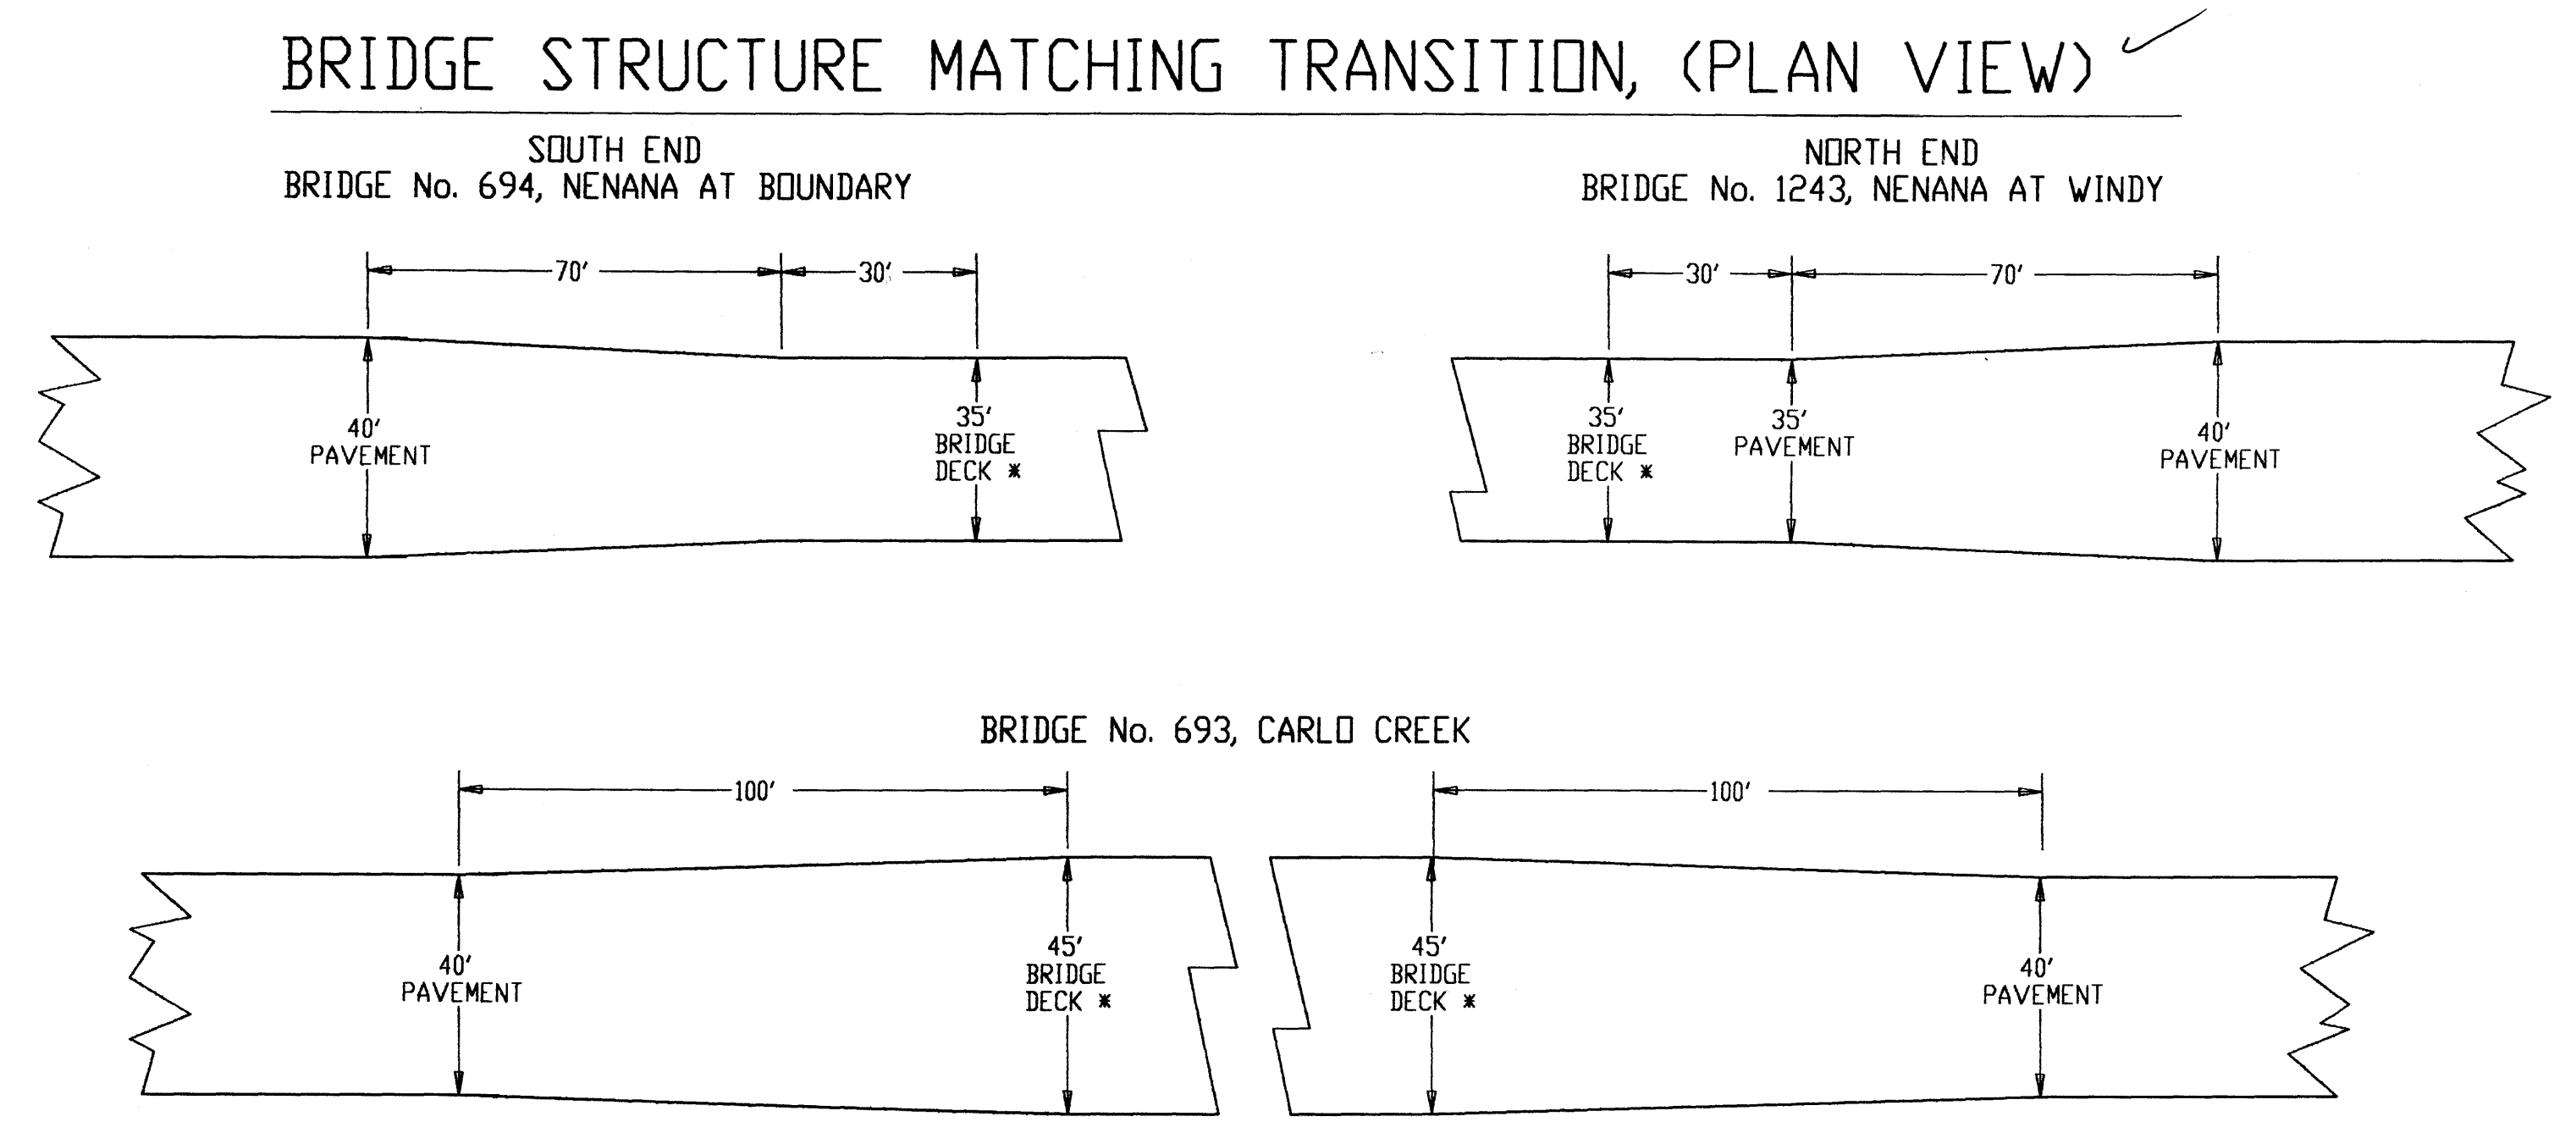 BRIDGE STRUCTURE MATCHING TRANSITION, (PLAN VIEW)
SOUTH END
BRIDGE No. 694, NENANA AT BOUNDARY
NORTH END
BRIDGE No. 1243, NENANA AT WINDY
70'
30'
30'
70'
40'
PAVEMENT
35'
BRIDGE
DECK *
35'
BRIDGE
DECK *
35'
PAVEMENT
40'
PAVEMENT
BRIDGE No. 693, CARLO CREEK
100'
100'
40'
PAVEMENT
45'
BRIDGE
DECK *
45'
BRIDGE
DECK *
40'
PAVEMENT